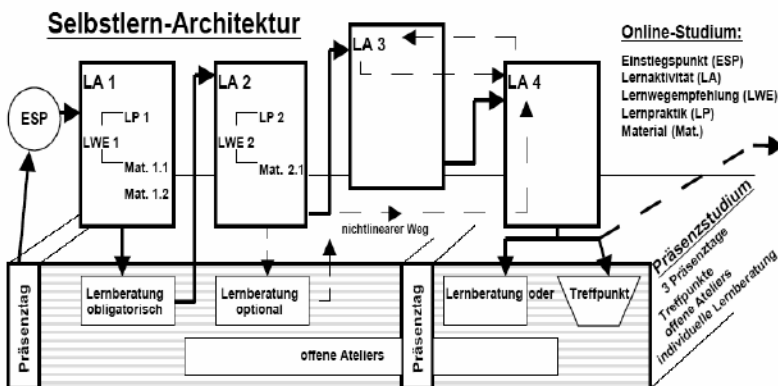 Selbstlern-Architektur
Online-Studium:
Einstiegspunkt (ESP)
Lernaktivität (LA)
Lernwegempfehlung (LWE)
Lernpraktik (LP)
Material (Mat.)
ESP
LA 1
LP 1
LWE 1
Mat. 1.1
Mat. 1.2
LA 2
LP 2
LWE 2
Mat. 2.1
LA 3
LA 4
nichtlinearer Weg
Präsenztag
Lernberatung
obligatorisch
Lernberatung
optional
Präsenztag
Lernberatung
oder
Treffpunkt
offene Ateliers
Präsenzstudium
3 Präsenztage
Treffpunkte
offene Ateliers
individuelle Lernberatung